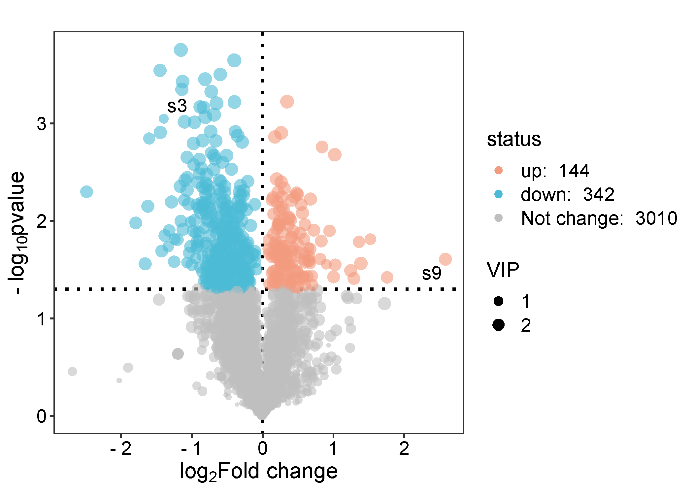 s3
s9
3
2
1
0
- 2
- 1
0
1
2
- log10pvalue
log2Fold change
status
up: 144
down: 342
Not change: 3010
VIP
1
2